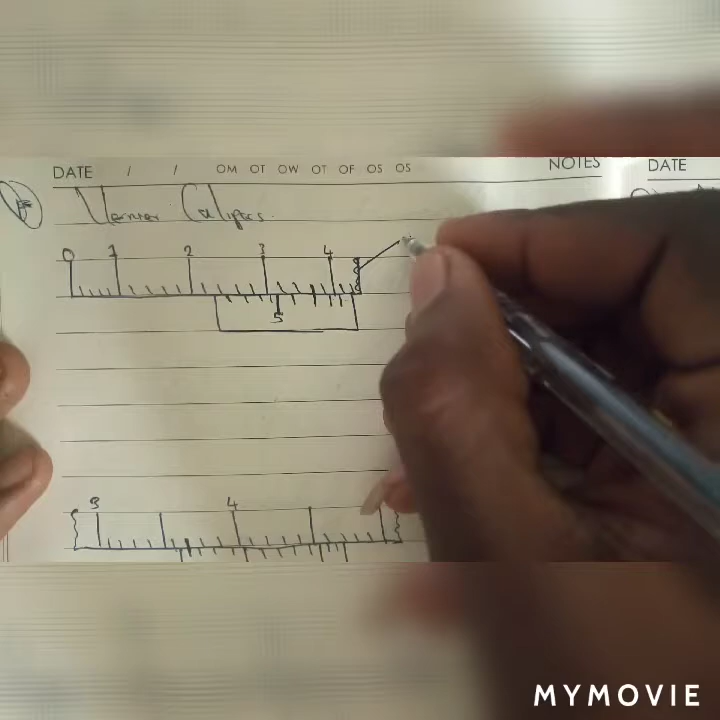 DATE / / OM OT OW OT OF OS OS NOTES DATE
Vernier Calipers.
0 1 2 3 4
5
3 4
MYMOVIE